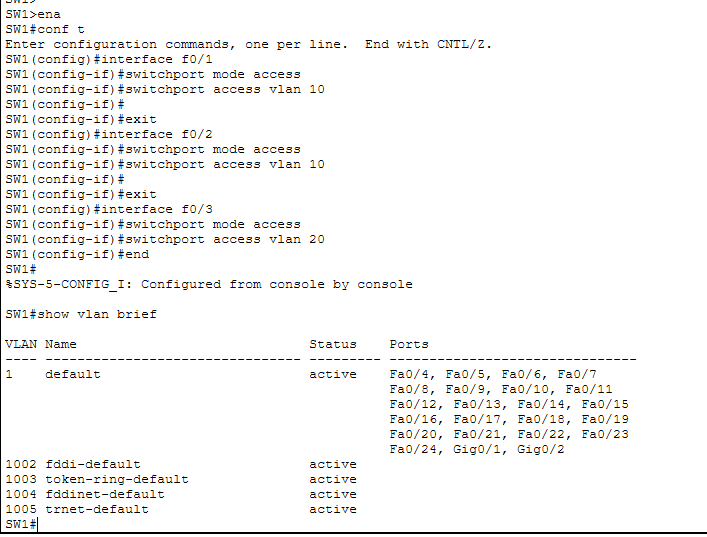 SW1>
SW1>ena
SW1#conf t
Enter configuration commands, one per line.  End with CNTL/Z.
SW1(config)#interface f0/1
SW1(config-if)#switchport mode access
SW1(config-if)#switchport access vlan 10
SW1(config-if)#
SW1(config-if)#exit
SW1(config)#interface f0/2
SW1(config-if)#switchport mode access
SW1(config-if)#switchport access vlan 10
SW1(config-if)#
SW1(config-if)#exit
SW1(config)#interface f0/3
SW1(config-if)#switchport mode access
SW1(config-if)#switchport access vlan 20
SW1(config-if)#end
SW1#
%SYS-5-CONFIG_I: Configured from console by console
SW1#show vlan brief
VLAN Name                             Status    Ports
---- -------------------------------- --------- -------------------------------
1    default                          active    Fa0/4, Fa0/5, Fa0/6, Fa0/7
                                                Fa0/8, Fa0/9, Fa0/10, Fa0/11
                                                Fa0/12, Fa0/13, Fa0/14, Fa0/15
                                                Fa0/16, Fa0/17, Fa0/18, Fa0/19
                                                Fa0/20, Fa0/21, Fa0/22, Fa0/23
                                                Fa0/24, Gig0/1, Gig0/2
1002 fddi-default                     active
1003 token-ring-default               active
1004 fddinet-default                  active
1005 trnet-default                    active
SW1#